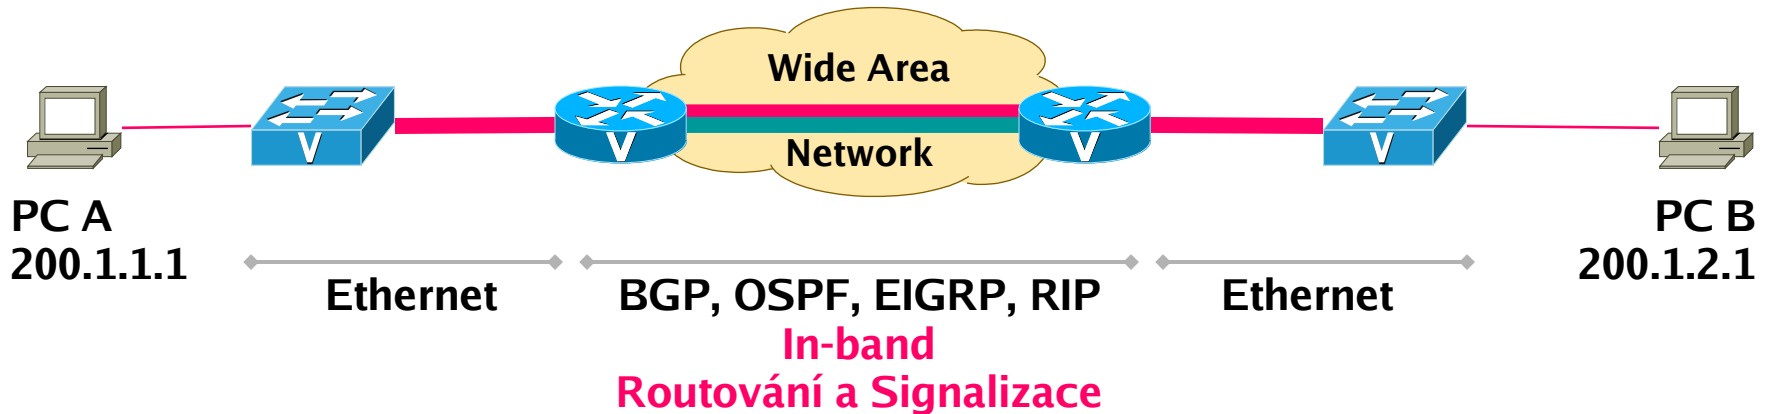 Wide Area
Network
V
V
V
V
PC A
200.1.1.1
PC B
200.1.2.1
Ethernet
BGP, OSPF, EIGRP, RIP
Ethernet
In-band
Routování a Signalizace